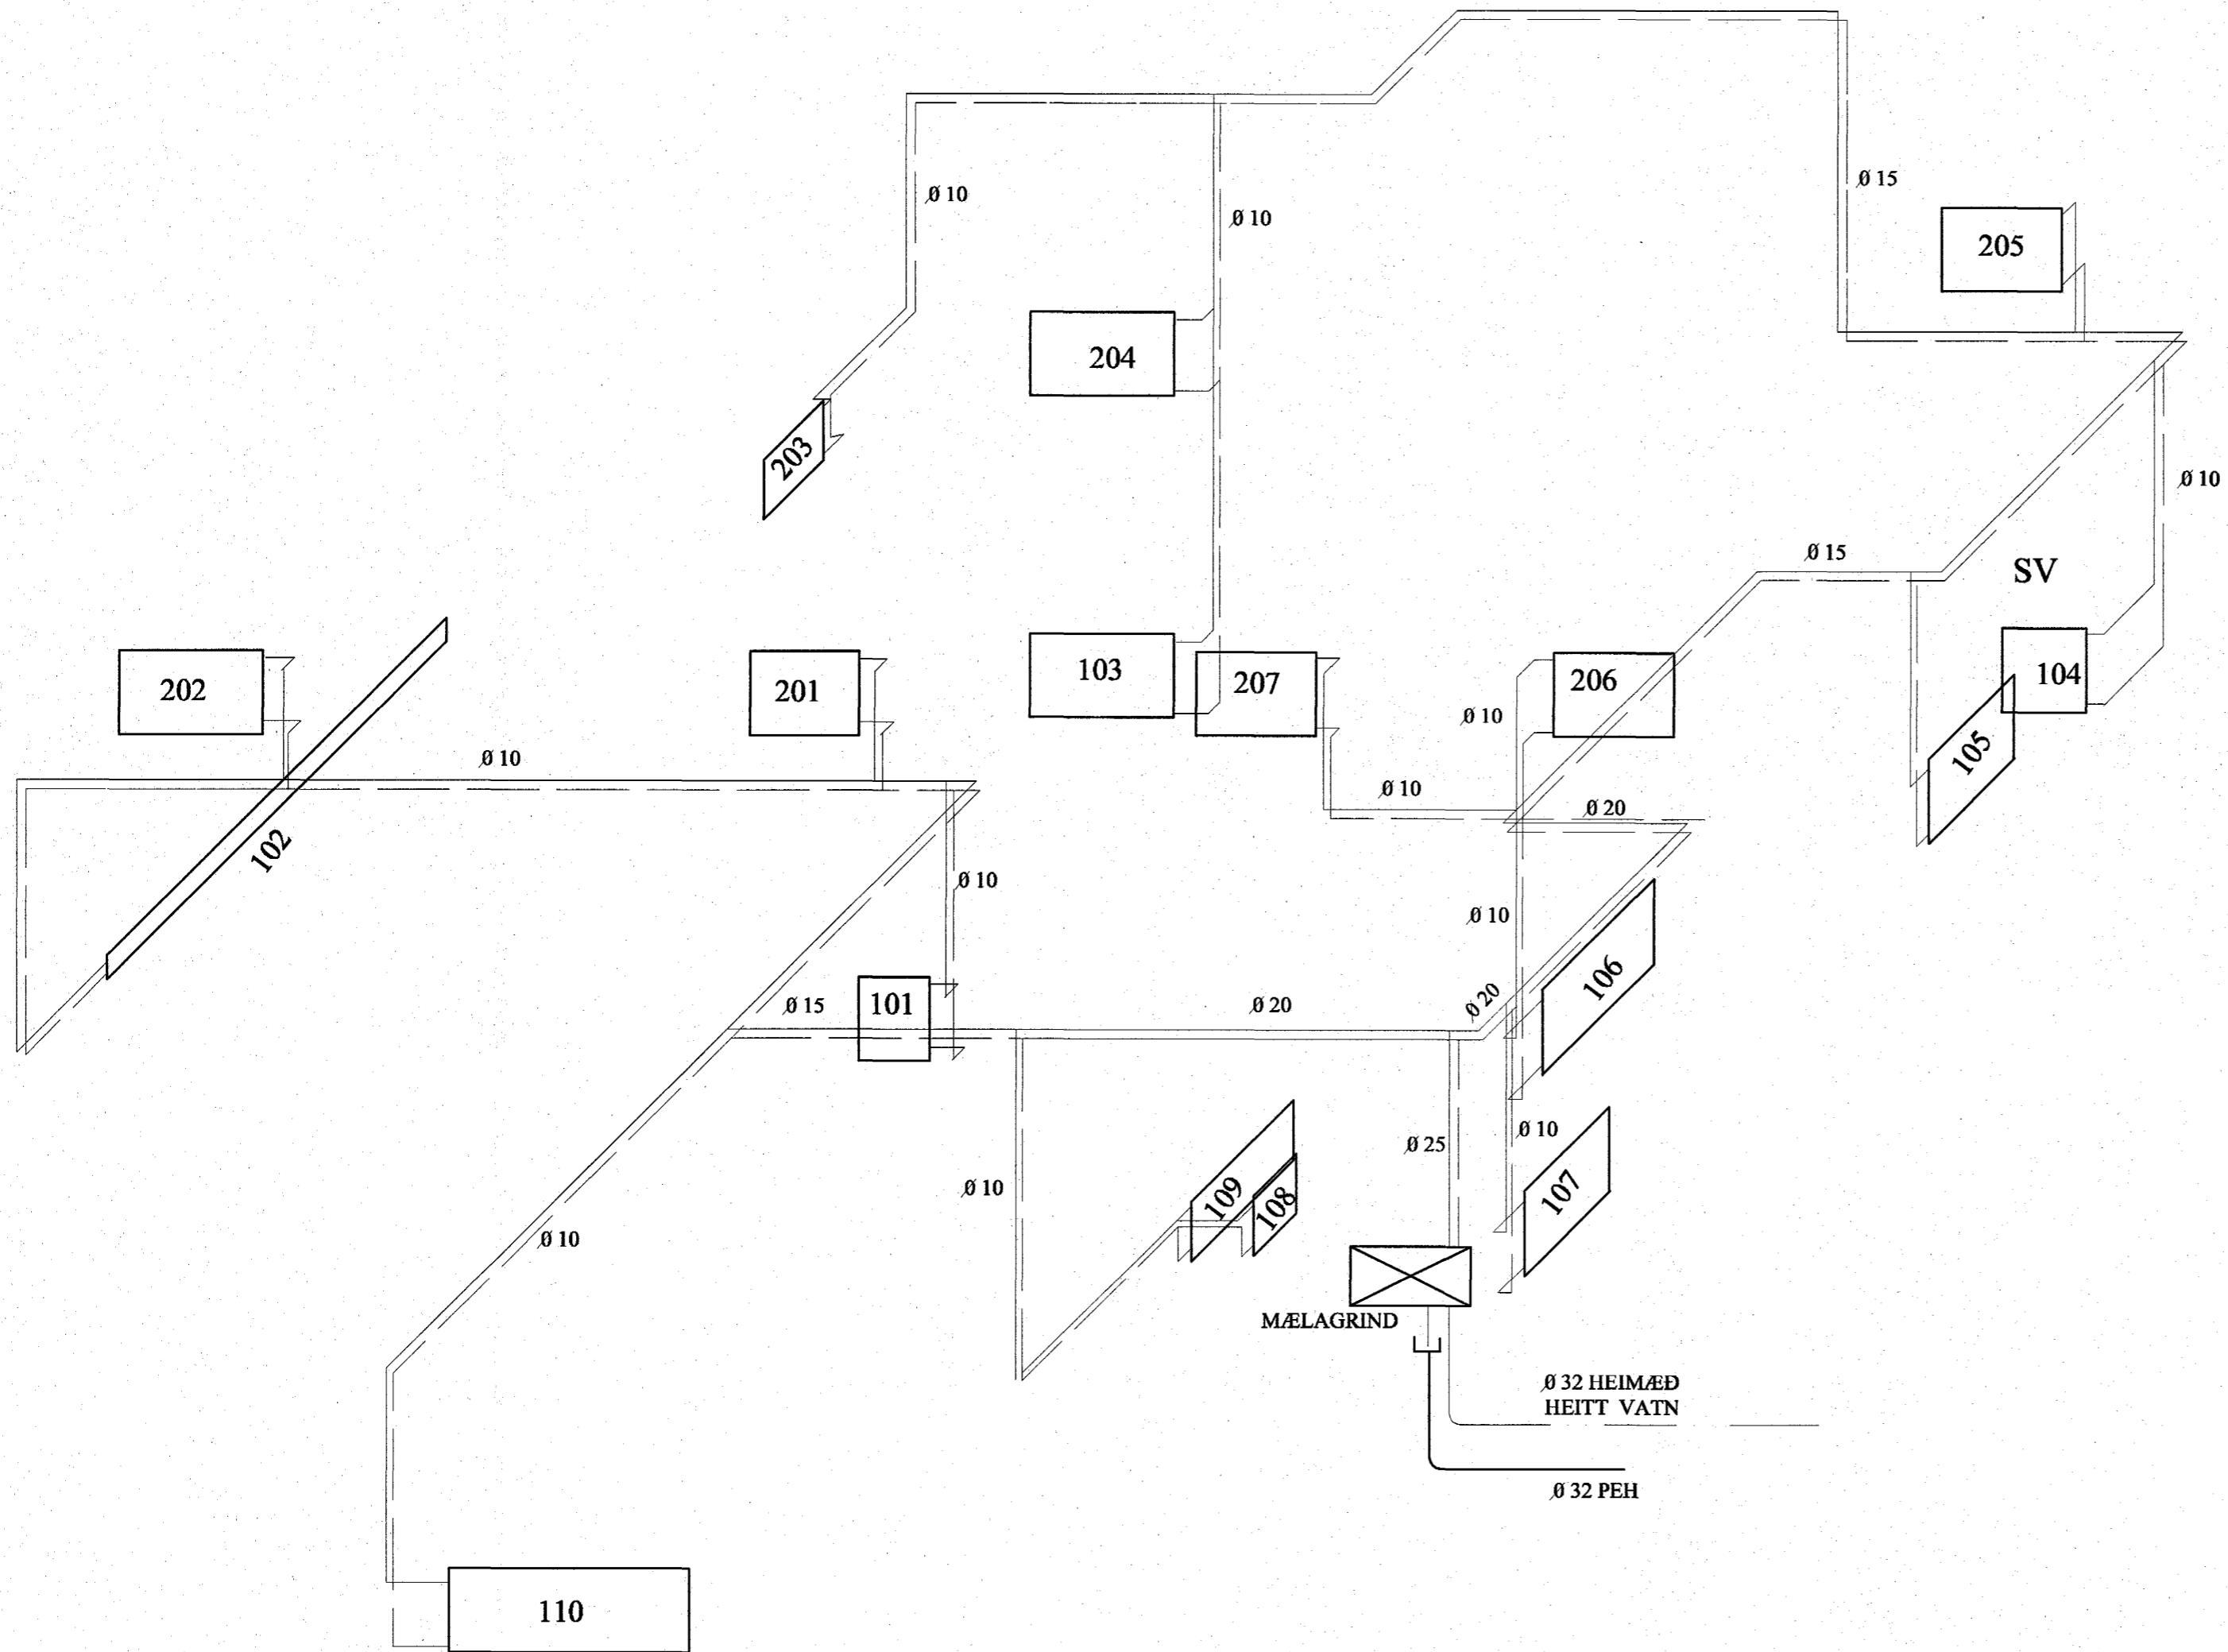 Ø 15
Ø 10
Ø 10
205
204
203
Ø 10
Ø 15
SV
202
201
103
207
206
104
Ø 10
105
Ø 10
Ø 10
Ø 20
102
Ø 10
Ø 10
106
Ø 15
101
Ø 20
Ø 20
Ø 25
Ø 10
Ø 10
109
108
107
Ø 10
MÆLAGRIND
Ø 32 HEIMÆÐ
HEITT VATN
Ø 32 PEH
110